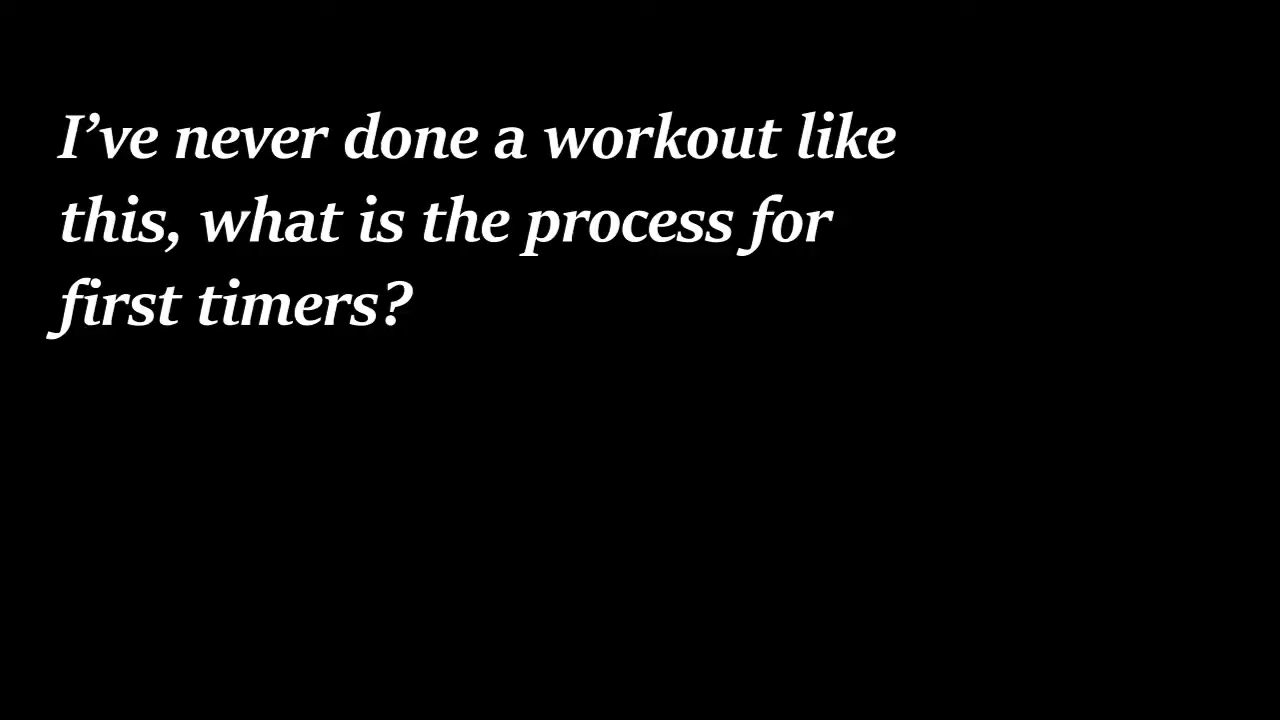 I’ve never done a workout like
this, what is the process for
first timers?